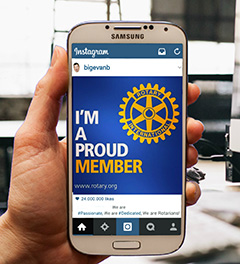 SAMSUNG
Instagram
bigevanb
I'M
A
PROUD
MEMBER
ROTARY
INTERNATIONAL
www.rotary.org
24.000.000 likes
We are
#Passionate, We are #Dedicated, We are Rotarians!